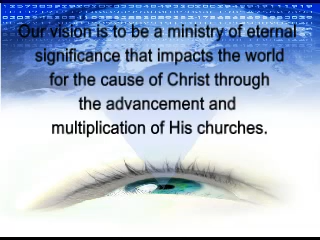 Our vision is to be a ministry of eternal
significance that impacts the world
for the cause of Christ through
the advancement and
multiplication of His churches.